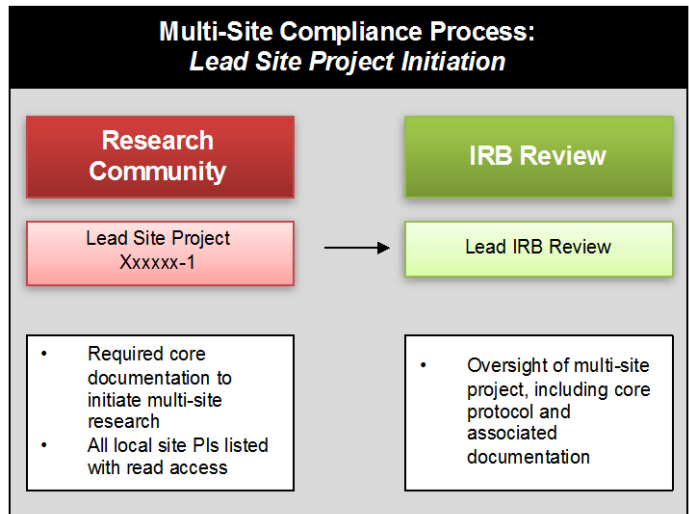 Multi-Site Compliance Process:
Lead Site Project Initiation
Research
Community
IRB Review
Lead Site Project
Xxxxxx-1
Lead IRB Review
• Required core
documentation to
initiate multi-site
research
• All local site PIs listed
with read access
• Oversight of multi-site
project, including core
protocol and
associated
documentation